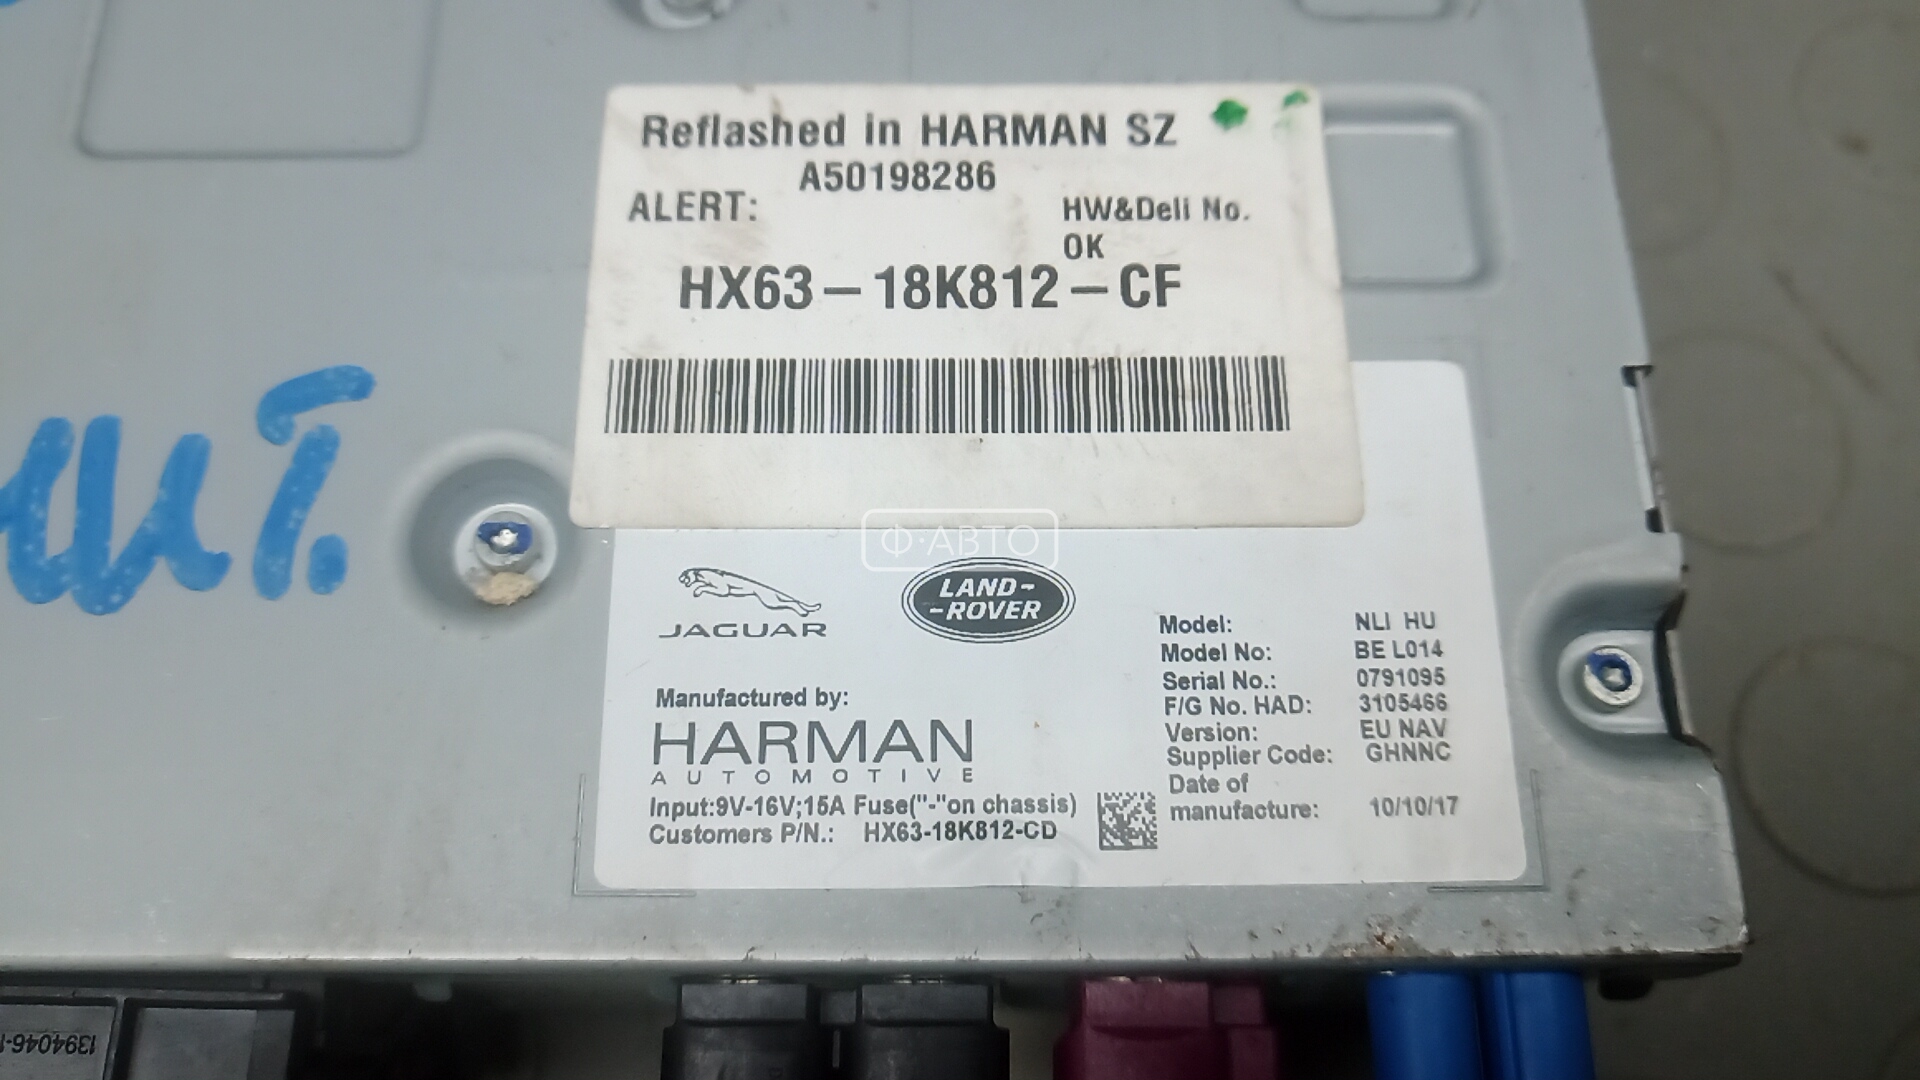 Reflashed in HARMAN SZ
A50198286
ALERT:
HW&Deli No.
OK
HX63-18K812-CF
Ф·АВТО
JAGUAR
LAND-
-ROVER
Manufactured by:
HARMAN
AUTOMOTIVE
Input:9V-16V;15A Fuse("-"on chassis)
Customers P/N.: HX63-18K812-CD
Model: NLI HU
Model No: BE L014
Serial No.: 0791095
F/G No. HAD: 3105466
Version: EU NAV
Supplier Code: GHNNC
Date of
manufacture: 10/10/17